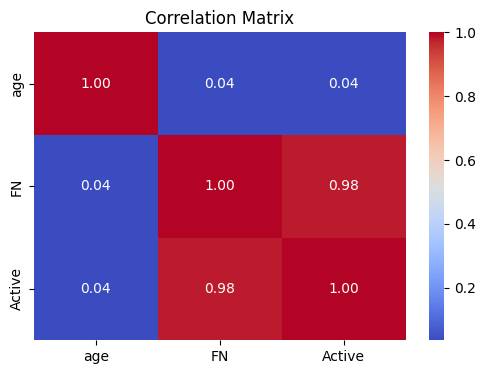 Correlation Matrix
age 1.00 0.04 0.04
FN 0.04 1.00 0.98
Active 0.04 0.98 1.00
age FN Active
1.0
0.8
0.6
0.4
0.2